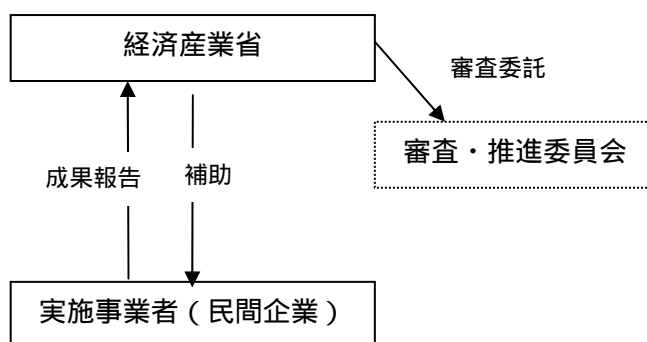 経済産業省
審査委託
審査・推進委員会
成果報告
補助
実施事業者(民間企業)